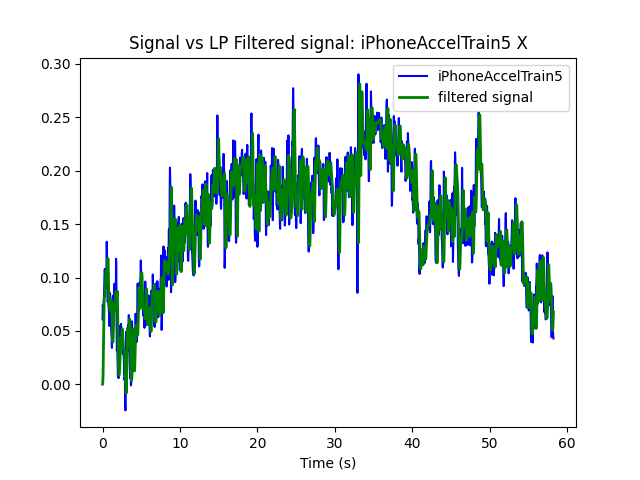 Signal vs LP Filtered signal: iPhoneAccelTrain5 X
iPhoneAccelTrain5
filtered signal
0.30
0.25
0.20
0.15
0.10
0.05
0.00
0 10 20 30 40 50 60
Time (s)